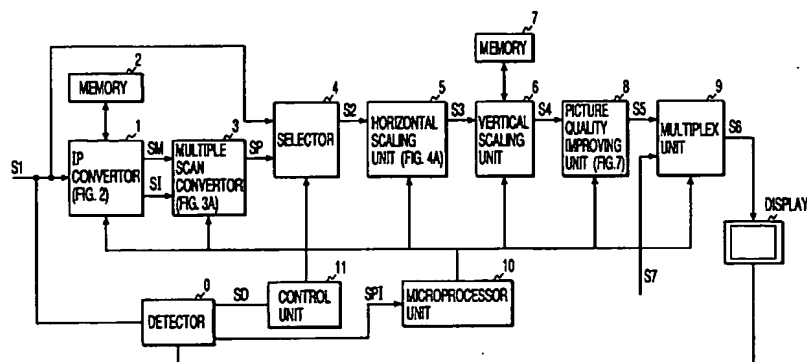 7
MEMORY
2
MEMORY
4
5
6
8
9
1
3
S2
S3
S4
S5
S6
SM
SP
SI
S1
IP
CONVERTOR
(FIG. 2)
MULTIPLE
SCAN
CONVERTOR
(FIG. 3A)
SELECTOR
HORIZONTAL
SCALING
UNIT (FIG. 4A)
VERTICAL
SCALING
UNIT
PICTURE
QUALITY
IMPROVING
UNIT (FIG.7)
MULTIPLEX
UNIT
DISPLAY
S7
0
DETECTOR
SD
11
CONTROL
UNIT
SPI
10
MICROPROCESSOR
UNIT